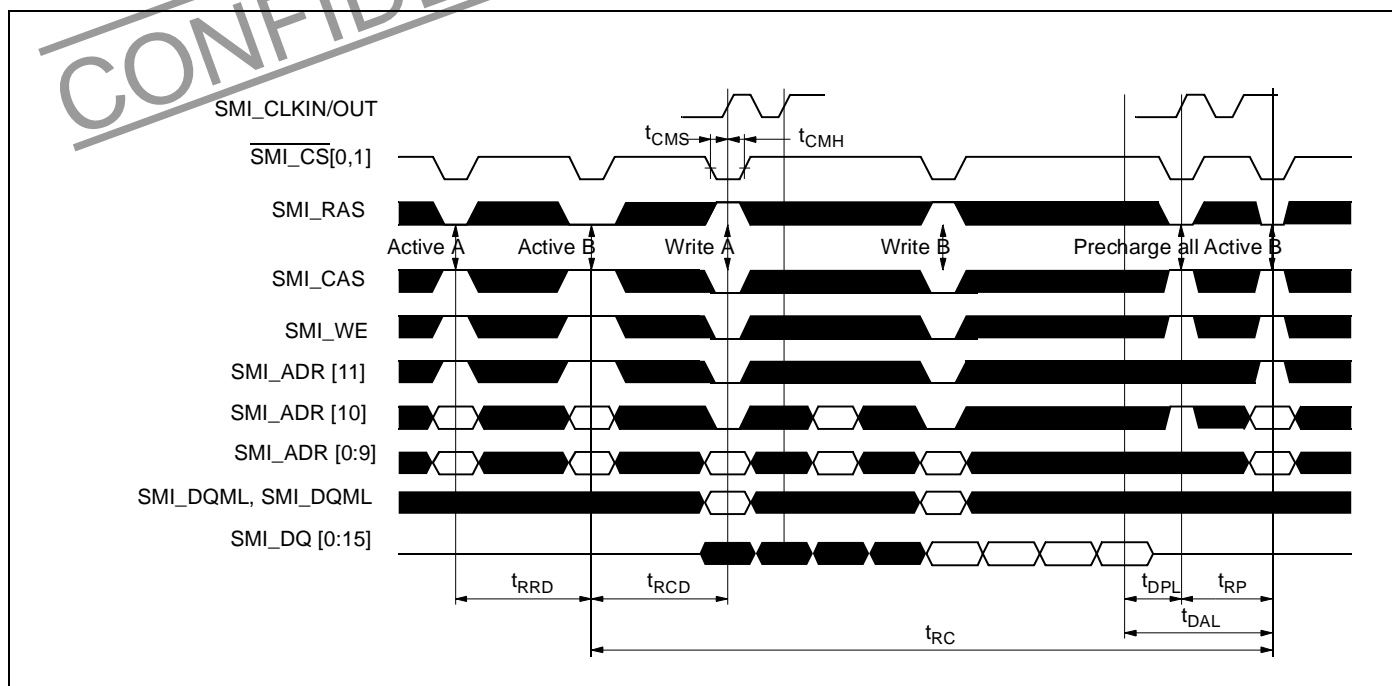 CONFIDE
SMI_CLKIN/OUT
tCMS
tCMH
SMI_CS[0,1]
SMI_RAS
Active A
Active B
Write A
Write B
Precharge all
Active B
SMI_CAS
SMI_WE
SMI_ADR [11]
SMI_ADR [10]
SMI_ADR [0:9]
SMI_DQML, SMI_DQML
SMI_DQ [0:15]
tRRD
tRCD
tDPL
tRP
tDAL
tRC